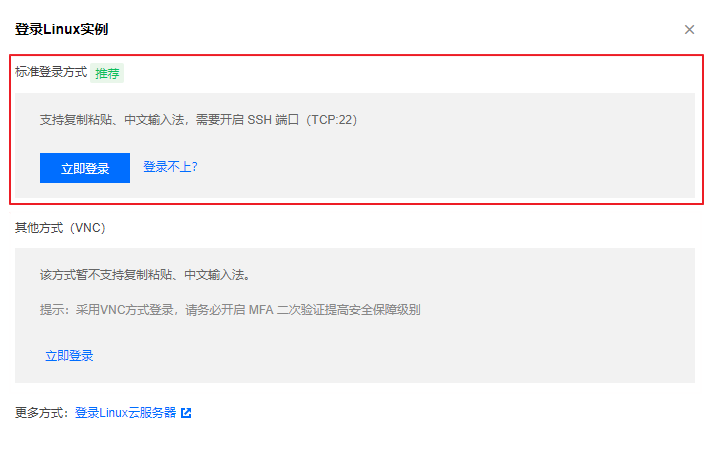 登录Linux实例
标准登录方式 推荐
支持复制粘贴、中文输入法，需要开启 SSH 端口（TCP:22）
立即登录 登录不上?
其他方式（VNC）
该方式暂不支持复制粘贴、中文输入法。
提示：采用VNC方式登录，请务必开启 MFA 二次验证提高安全保障级别
立即登录
更多方式：登录Linux云服务器